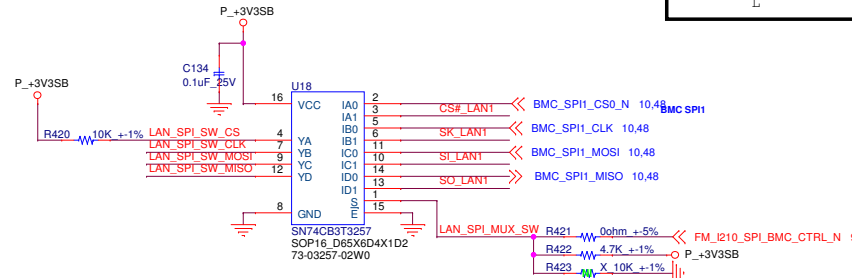 L
P_+3V3SB
C134
0.1uF_25V
P_+3V3SB
U18
16 VCC IA0 2 BMC_SPI1_CS0_N 10,48 BMC SPI1
IA1 3 CS#_LAN1
R420 10K_+-1% LAN_SPI_SW_CS 4 YA IB0 5 BMC_SPI1_CLK 10,48
LAN_SPI_SW_CLK 7 YB IB1 6 SK_LAN1
LAN_SPI_SW_MOSI 9 YC IC0 11 BMC_SPI1_MOSI 10,48
IC1 10 SI_LAN1
LAN_SPI_SW_MISO 12 YD ID0 14 BMC_SPI1_MISO 10,48
ID1 13 SO_LAN1
S 1
8 GND E 15
SN74CB3T3257
SOP16_D65X6D4X1D2
73-03257-02W0
LAN_SPI_MUX_SW R421 0ohm_+-5% FM_I210_SPI_BMC_CTRL_N
R422 4.7K_+-1% P_+3V3SB
R423 X_10K_+-1%